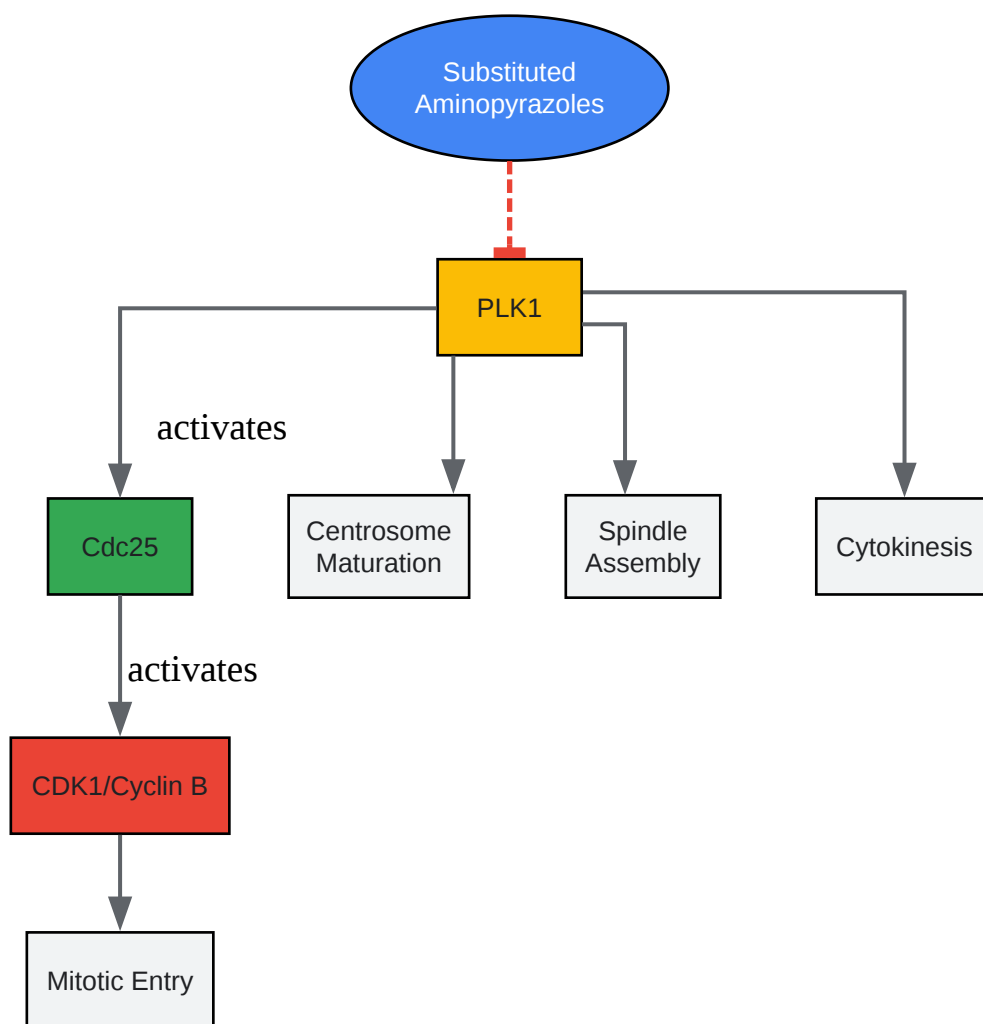 Substituted
Aminopyrazoles
PLK1
activates
Cdc25
Centrosome
Maturation
Spindle
Assembly
Cytokinesis
activates
CDK1/Cyclin B
Mitotic Entry